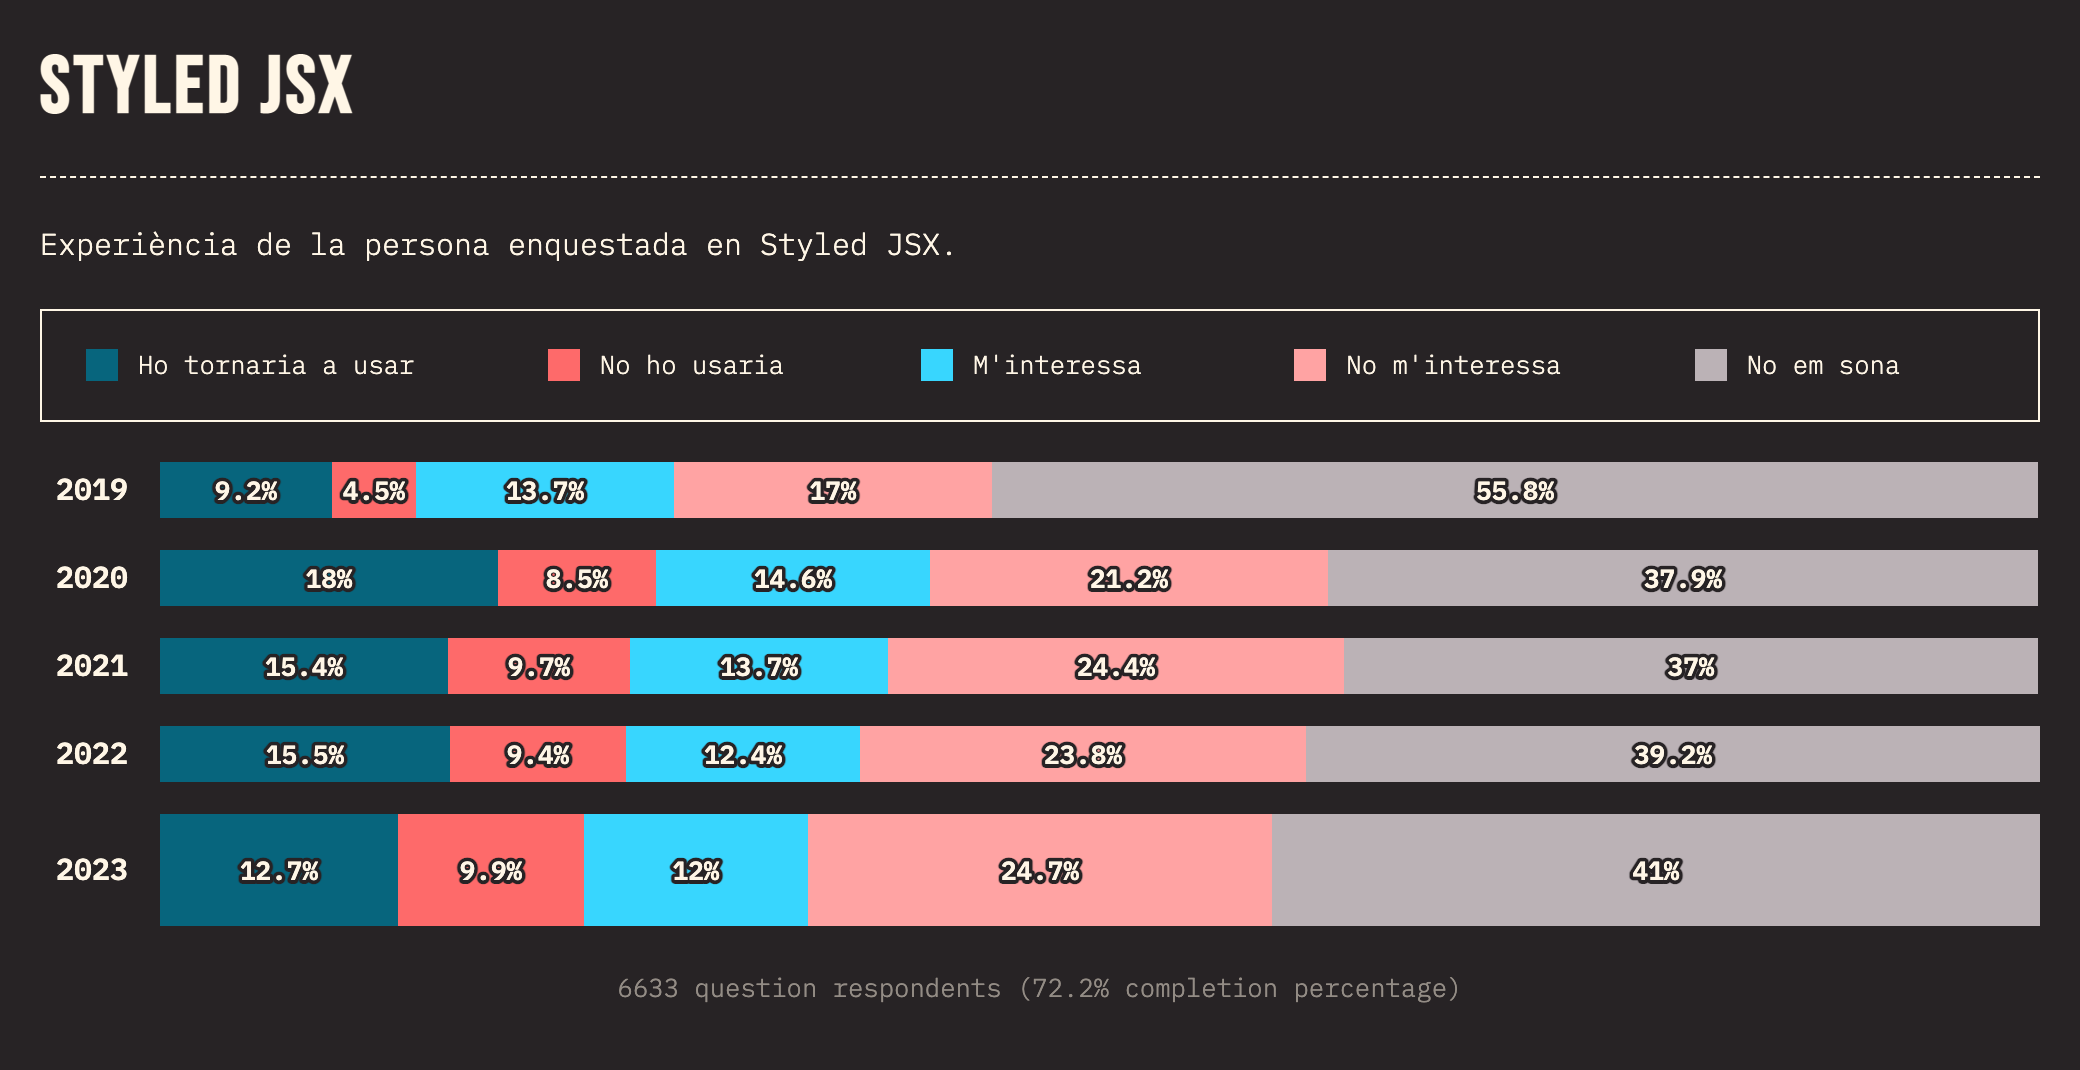 STYLED JSX
Experiència de la persona enquestada en Styled JSX.
Ho tornaria a usar No ho usaria M'interessa No m'interessa No em sona
2019 9.2% 4.5% 13.7% 17% 55.8%
2020 18% 8.5% 14.6% 21.2% 37.9%
2021 15.4% 9.7% 13.7% 24.4% 37%
2022 15.5% 9.4% 12.4% 23.8% 39.2%
2023 12.7% 9.9% 12% 24.7% 41%
6633 question respondents (72.2% completion percentage)